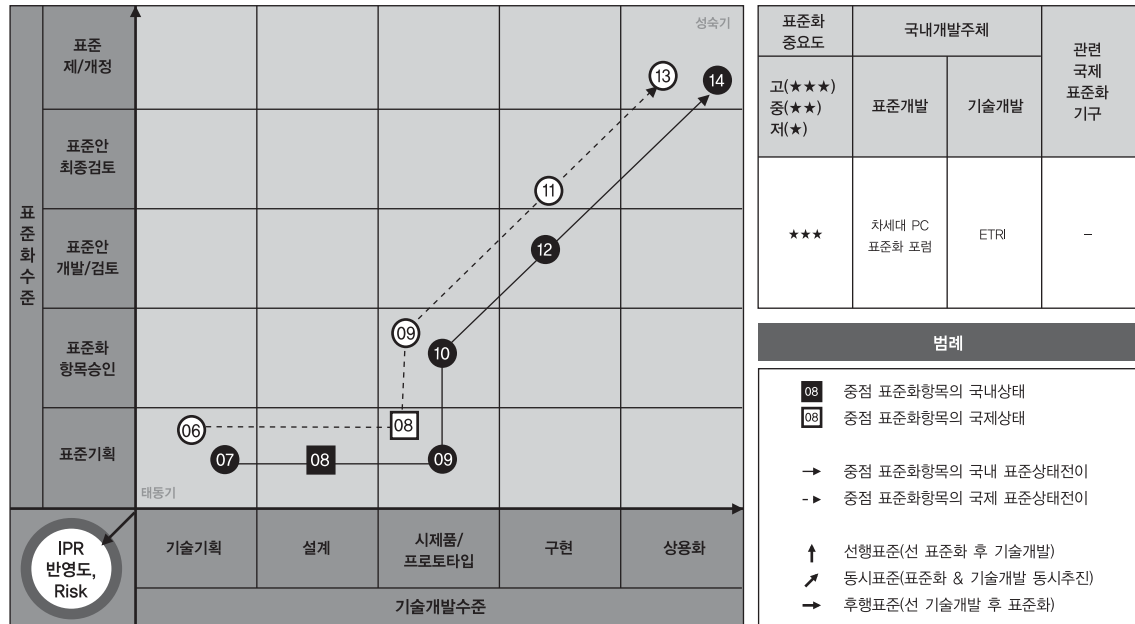 성숙기
표준
제/개정
13
14
표준안
최종검토
11
표준화수준
표준안
개발/검토
12
표준화
항목승인
09
10
표준기획
06
08
07
08
09
태동기
IPR
반영도,
Risk
기술기획
설계
시제품/
프로토타입
구현
상용화
기술개발수준
표준화
중요도
국내개발주체
관련
국제
표준화
기구
고(★★★)
중(★★)
저(★)
표준개발
기술개발
★★★
차세대 PC
표준화 포럼
ETRI
–
범례
08 중점 표준화항목의 국내상태
08 중점 표준화항목의 국제상태
→ 중점 표준화항목의 국내 표준상태전이
- ► 중점 표준화항목의 국제 표준상태전이
↑ 선행표준(선 표준화 후 기술개발)
↗ 동시표준(표준화 & 기술개발 동시추진)
→ 후행표준(선 기술개발 후 표준화)